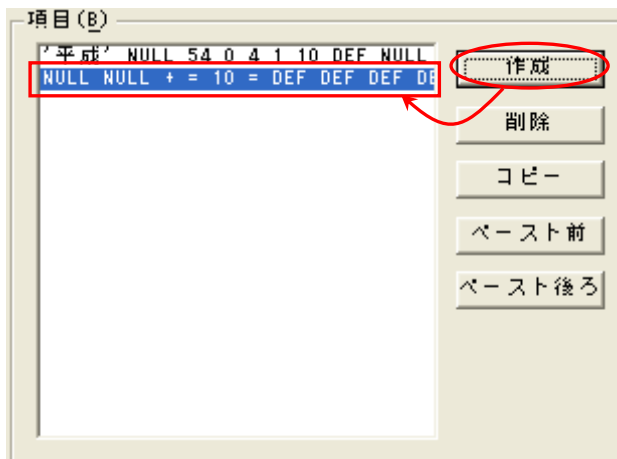 項目(B)
'平成' NULL 54 0 4 1 10 DEF NULL
NULL NULL + = 10 = DEF DEF DEF DE
作成
削除
コピー
ペースト前
ペースト後ろ